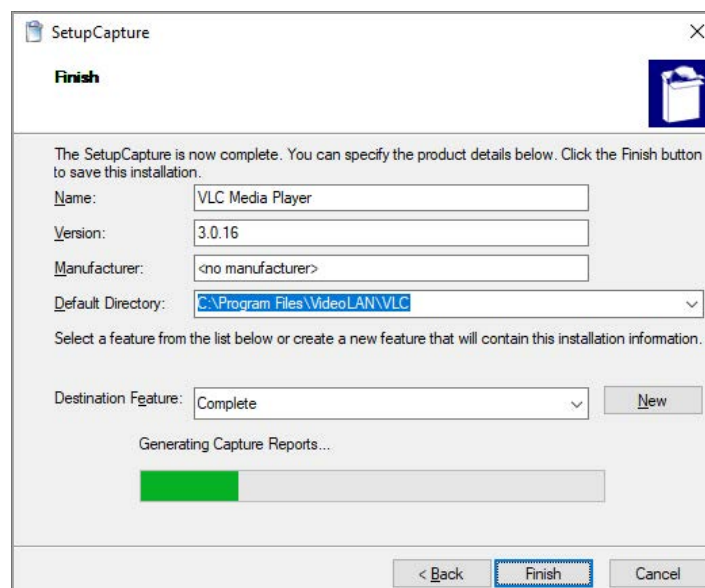 SetupCapture
Finish
The SetupCapture is now complete. You can specify the product details below. Click the Finish button
to save this installation.
Name: VLC Media Player
Version: 3.0.16
Manufacturer: <no manufacturer>
Default Directory: C:\Program Files\VideoLAN\VLC
Select a feature from the list below or create a new feature that will contain this installation information.
Destination Feature: Complete New
Generating Capture Reports...
< Back Finish Cancel